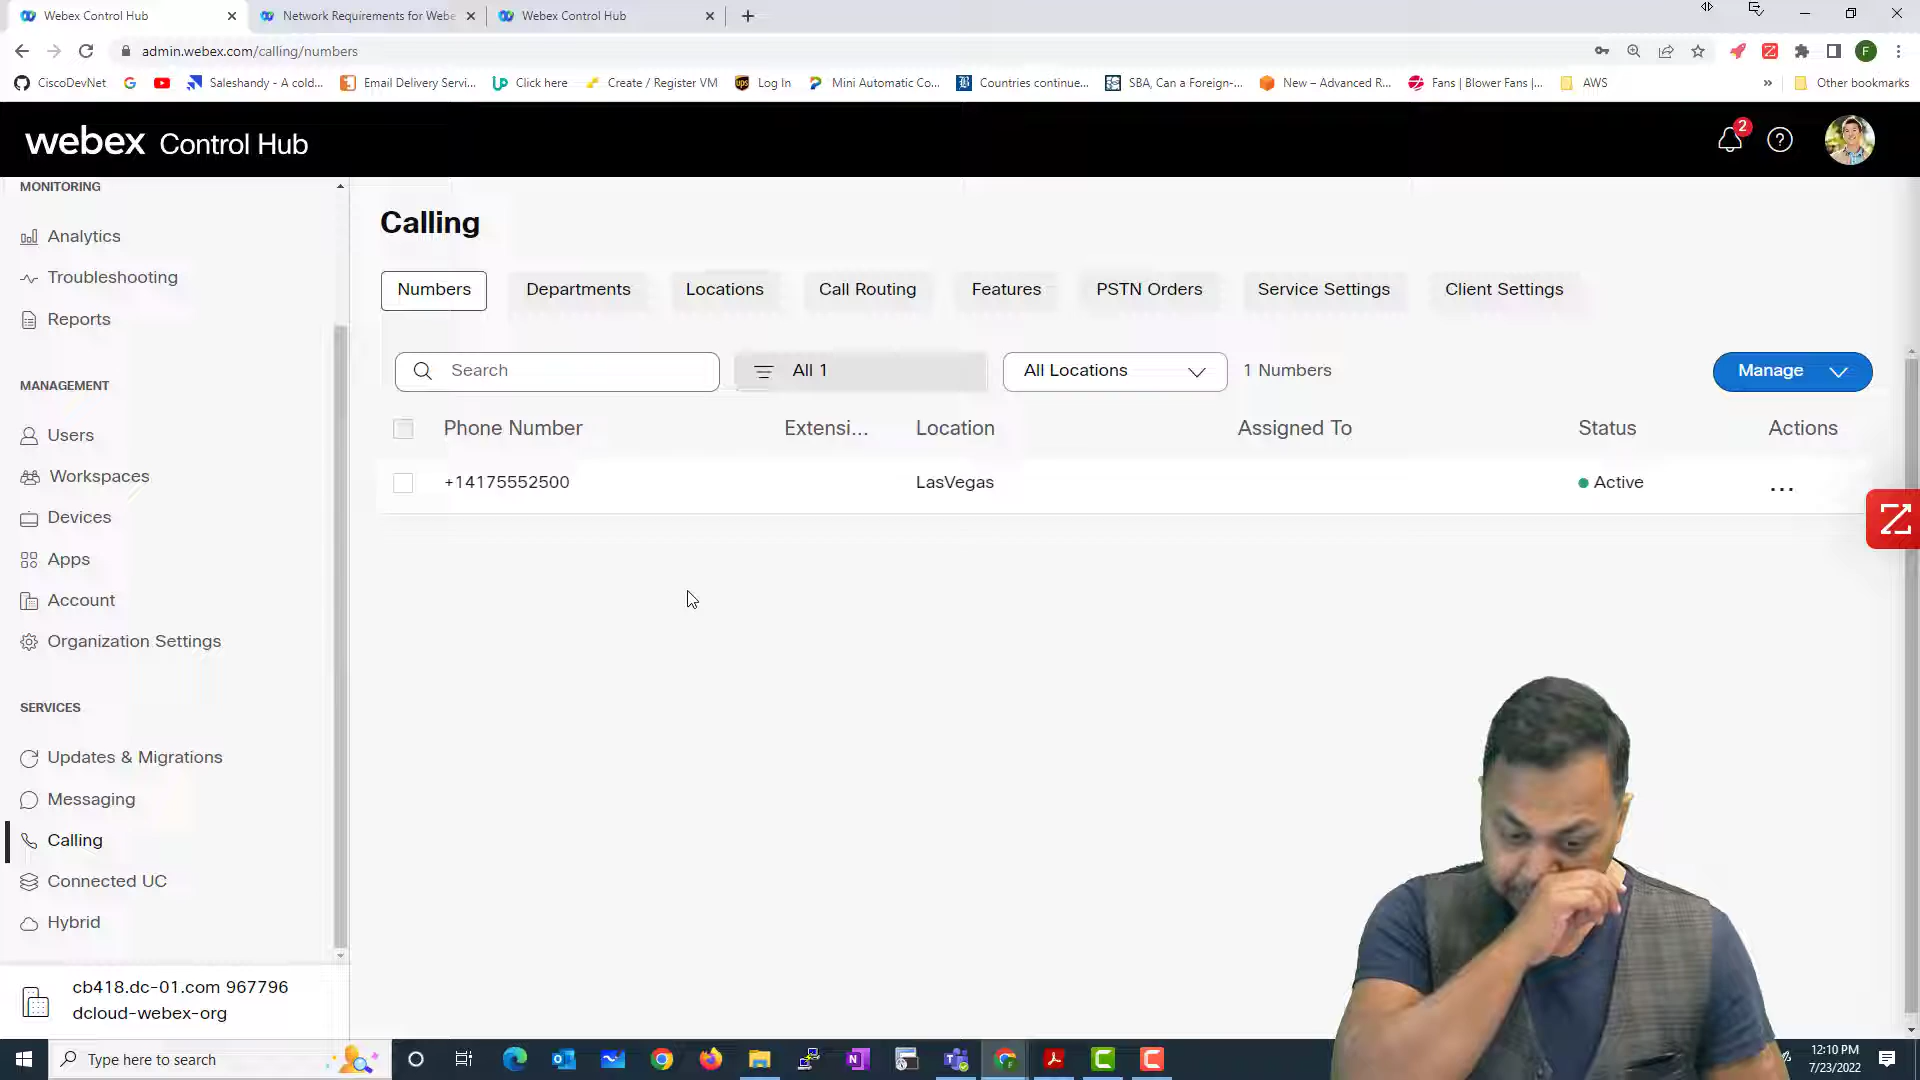 Webex Control Hub
Network Requirements for Webe
Webex Control Hub
admin.webex.com/calling/numbers
F
CiscoDevNet
Saleshandy - A cold...
Email Delivery Servi...
Click here
Create / Register VM
Log In
Mini Automatic Co...
Countries continue...
SBA, Can a Foreign-...
New – Advanced R...
Fans | Blower Fans |...
AWS
»
Other bookmarks
webex Control Hub
2
MONITORING
Analytics
Troubleshooting
Reports
MANAGEMENT
Users
Workspaces
Devices
Apps
Account
Organization Settings
SERVICES
Updates & Migrations
Messaging
Calling
Connected UC
Hybrid
cb418.dc-01.com 967796
dcloud-webex-org
Calling
Numbers
Departments
Locations
Call Routing
Features
PSTN Orders
Service Settings
Client Settings
Search
All 1
All Locations
1 Numbers
Manage
Phone Number
Extensi...
Location
Assigned To
Status
Actions
+14175552500
LasVegas
Active
...
Type here to search
12:10 PM
7/23/2022